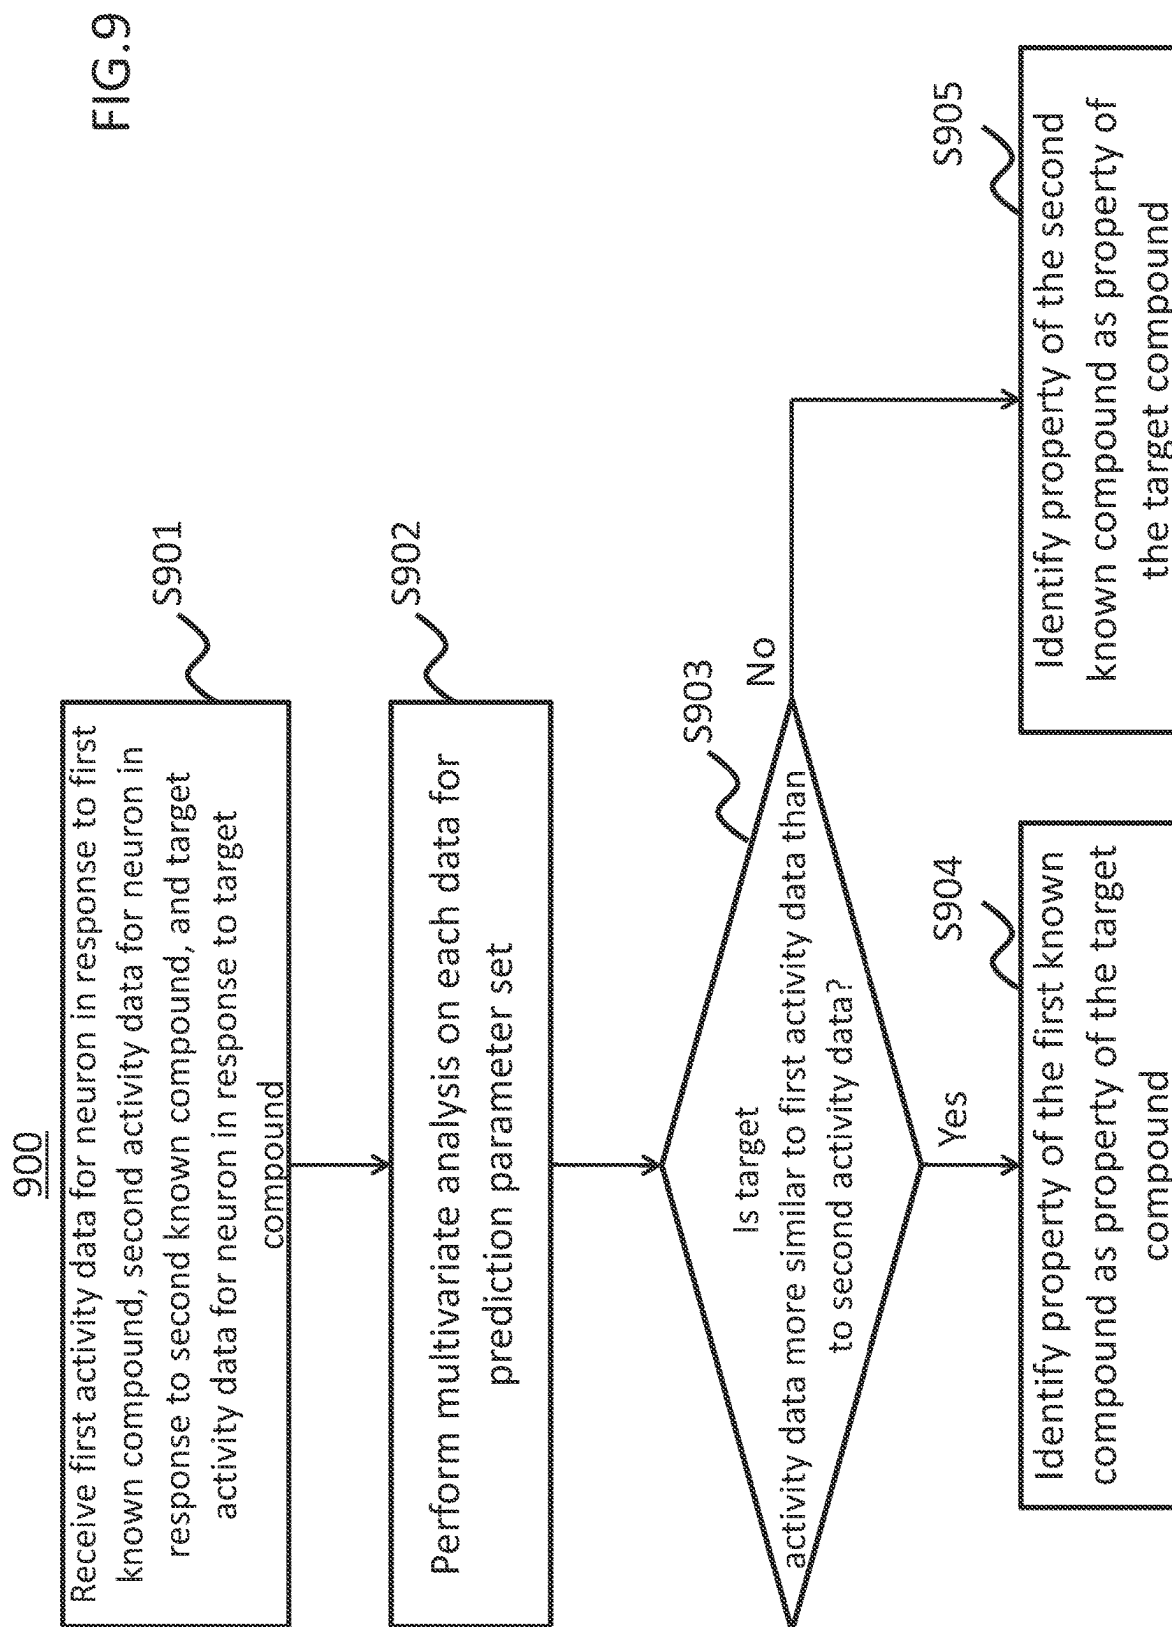 FIG.9
900
Receive first activity data for neuron in response to first
known compound, second activity data for neuron in
response to second known compound, and target
activity data for neuron in response to target
compound
S901
Perform multivariate analysis on each data for
prediction parameter set
S902
Is target
activity data more similar to first activity data than
to second activity data?
S903
No
Yes
Identify property of the first known
compound as property of the target
compound
S904
Identify property of the second
known compound as property of
the target compound
S905